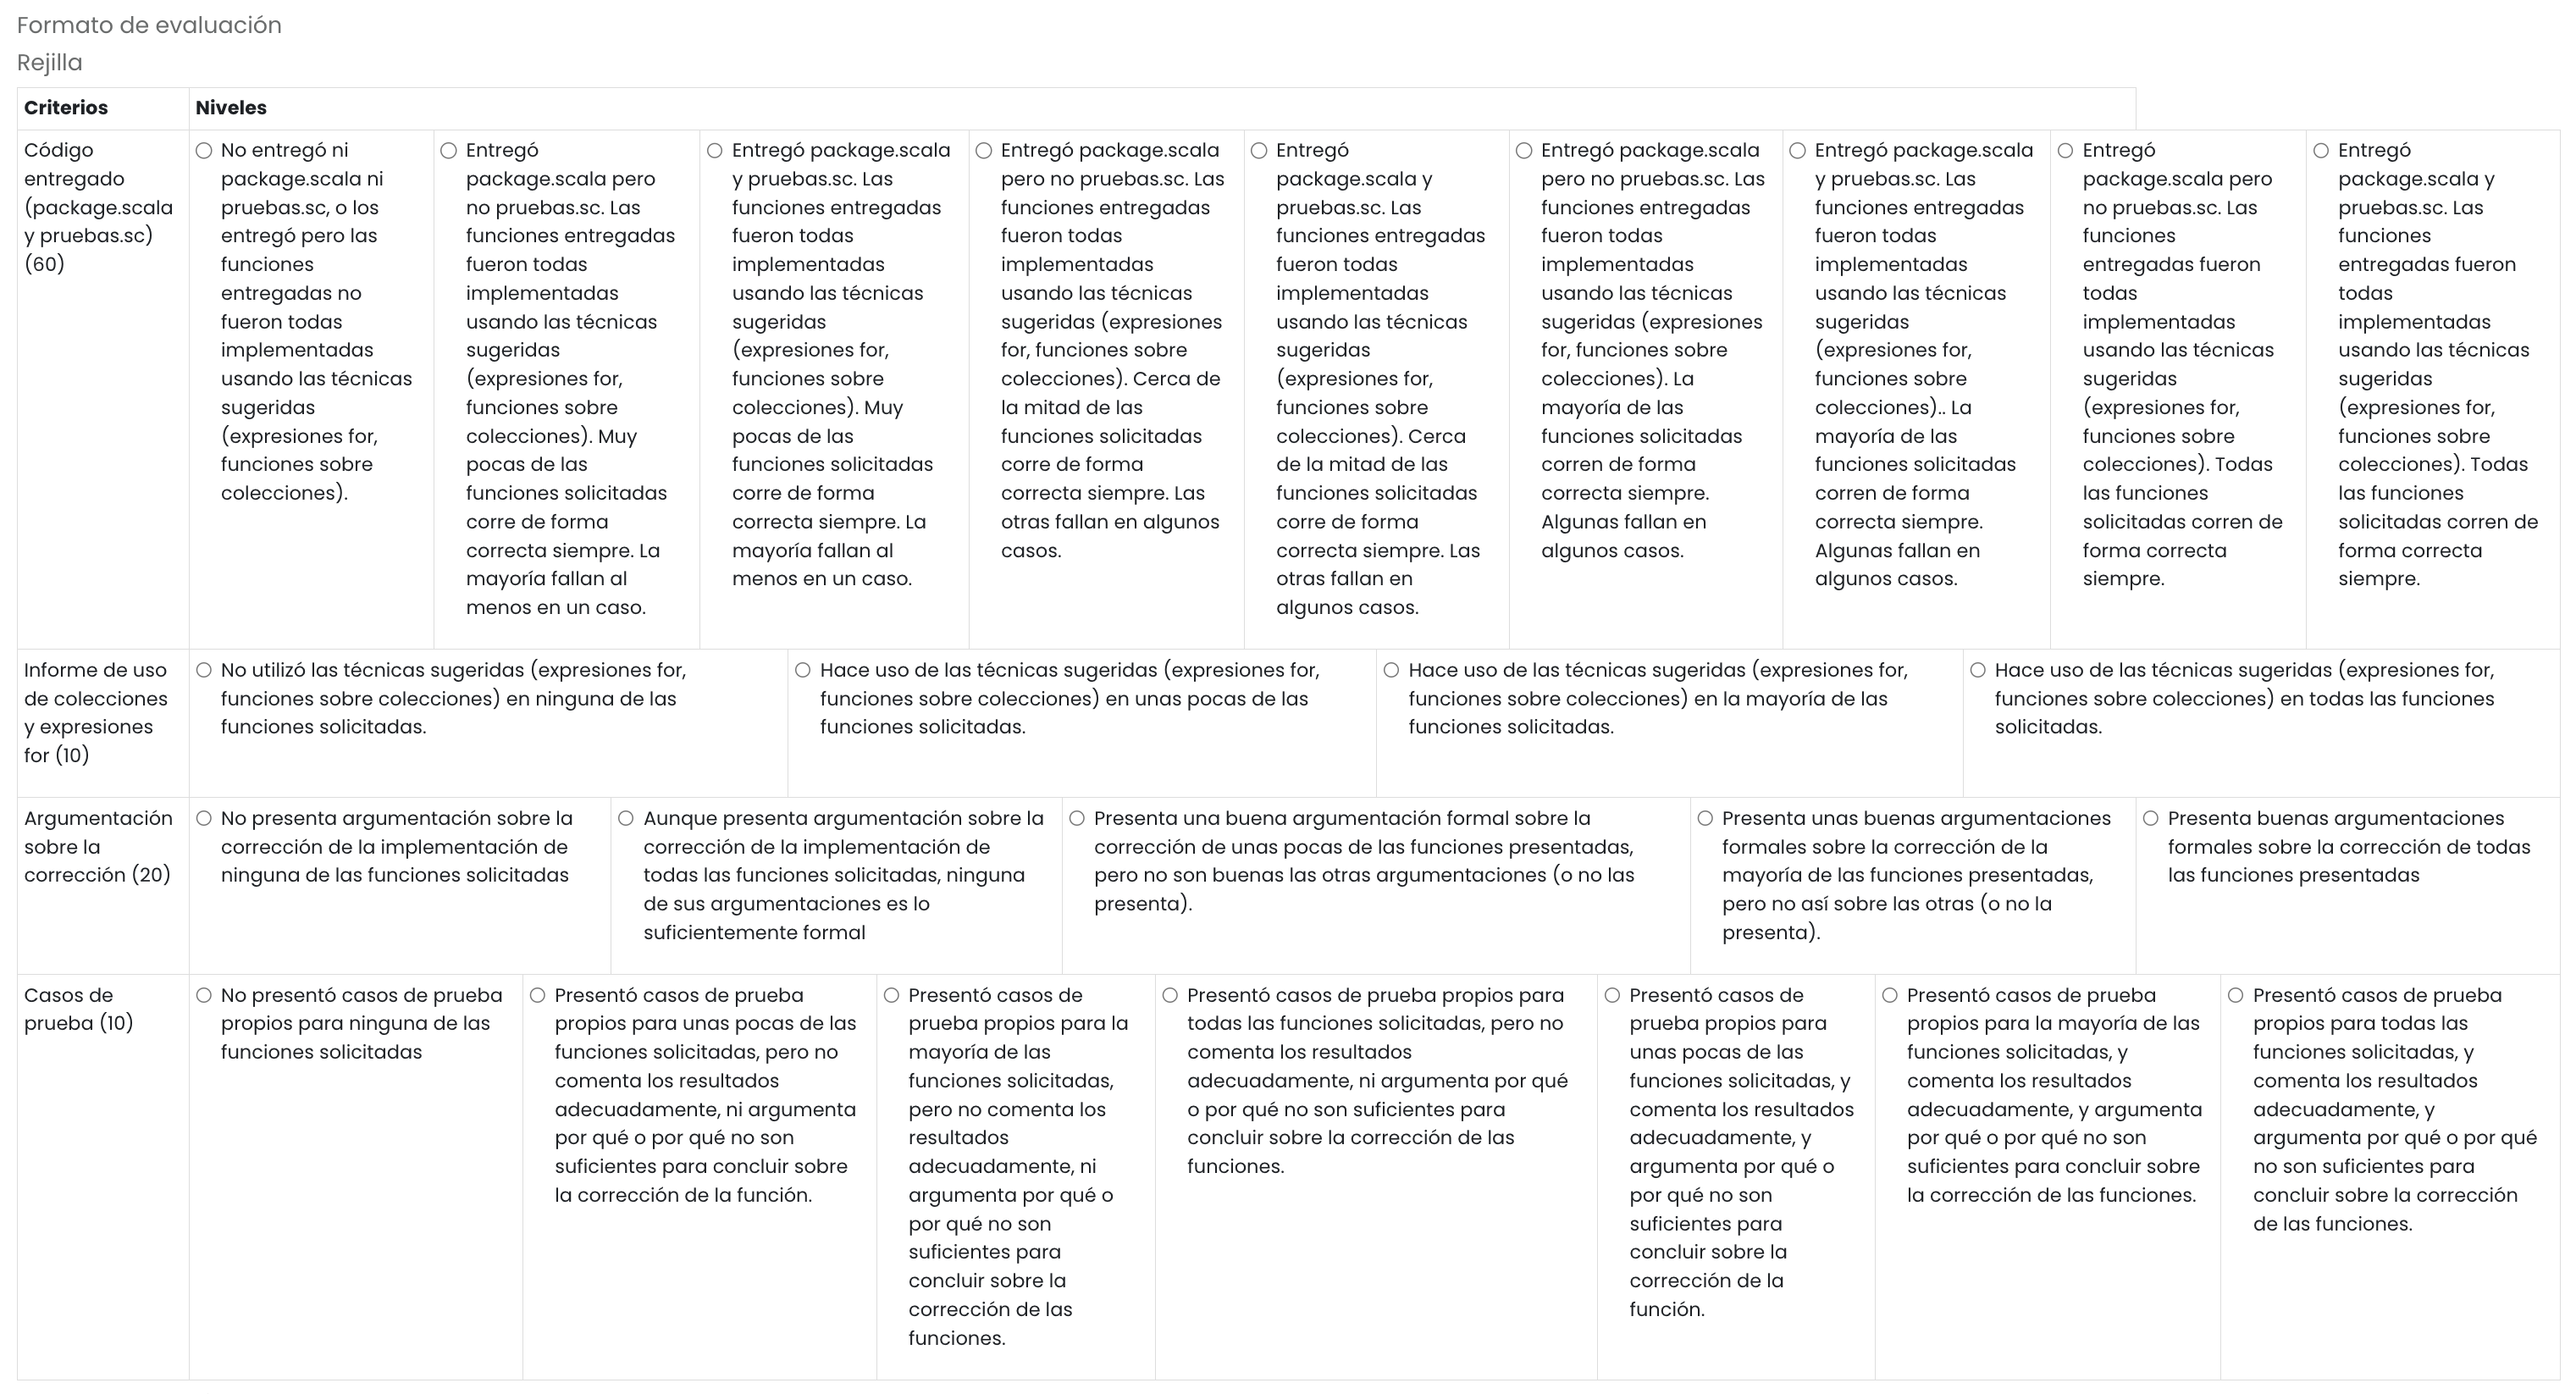 Formato de evaluación
Rejilla
Criterios
Niveles
Código
entregado
(package.scala
y pruebas.sc)
(60)
No entregó ni
package.scala ni
pruebas.sc, o los
entregó pero las
funciones
entregadas no
fueron todas
implementadas
usando las técnicas
sugeridas
(expresiones for,
funciones sobre
colecciones).
Entregó
package.scala pero
no pruebas.sc. Las
funciones entregadas
fueron todas
implementadas
usando las técnicas
sugeridas
(expresiones for,
funciones sobre
colecciones). Muy
pocas de las
funciones solicitadas
corre de forma
correcta siempre. La
mayoría fallan al
menos en un caso.
Entregó package.scala
y pruebas.sc. Las
funciones entregadas
fueron todas
implementadas
usando las técnicas
sugeridas
(expresiones for,
funciones sobre
colecciones). Muy
pocas de las
funciones solicitadas
corre de forma
correcta siempre. La
mayoría fallan al
menos en un caso.
Entregó package.scala
pero no pruebas.sc. Las
funciones entregadas
fueron todas
implementadas
usando las técnicas
sugeridas (expresiones
for, funciones sobre
colecciones). Cerca de
la mitad de las
funciones solicitadas
corre de forma
correcta siempre. Las
otras fallan en algunos
casos.
Entregó
package.scala y
pruebas.sc. Las
funciones entregadas
fueron todas
implementadas
usando las técnicas
sugeridas
(expresiones for,
funciones sobre
colecciones). Cerca
de la mitad de las
funciones solicitadas
corre de forma
correcta siempre. Las
otras fallan en
algunos casos.
Entregó package.scala
pero no pruebas.sc. Las
funciones entregadas
fueron todas
implementadas
usando las técnicas
sugeridas (expresiones
for, funciones sobre
colecciones). La
mayoría de las
funciones solicitadas
corren de forma
correcta siempre.
Algunas fallan en
algunos casos.
Entregó package.scala
y pruebas.sc. Las
funciones entregadas
fueron todas
implementadas
usando las técnicas
sugeridas
(expresiones for,
funciones sobre
colecciones).. La
mayoría de las
funciones solicitadas
corren de forma
correcta siempre.
Algunas fallan en
algunos casos.
Entregó
package.scala pero
no pruebas.sc. Las
funciones
entregadas fueron
todas
implementadas
usando las técnicas
sugeridas
(expresiones for,
funciones sobre
colecciones). Todas
las funciones
solicitadas corren de
forma correcta
siempre.
Entregó
package.scala y
pruebas.sc. Las
funciones
entregadas fueron
todas
implementadas
usando las técnicas
sugeridas
(expresiones for,
funciones sobre
colecciones). Todas
las funciones
solicitadas corren de
forma correcta
siempre.
Informe de uso
de colecciones
y expresiones
for (10)
No utilizó las técnicas sugeridas (expresiones for,
funciones sobre colecciones) en ninguna de las
funciones solicitadas.
Hace uso de las técnicas sugeridas (expresiones for,
funciones sobre colecciones) en unas pocas de las
funciones solicitadas.
Hace uso de las técnicas sugeridas (expresiones for,
funciones sobre colecciones) en la mayoría de las
funciones solicitadas.
Hace uso de las técnicas sugeridas (expresiones for,
funciones sobre colecciones) en todas las funciones
solicitadas.
Argumentación
sobre la
corrección (20)
No presenta argumentación sobre la
corrección de la implementación de
ninguna de las funciones solicitadas
Aunque presenta argumentación sobre la
corrección de la implementación de
todas las funciones solicitadas, ninguna
de sus argumentaciones es lo
suficientemente formal
Presenta una buena argumentación formal sobre la
corrección de unas pocas de las funciones presentadas,
pero no son buenas las otras argumentaciones (o no las
presenta).
Presenta unas buenas argumentaciones
formales sobre la corrección de la
mayoría de las funciones presentadas,
pero no así sobre las otras (o no la
presenta).
Presenta buenas argumentaciones
formales sobre la corrección de todas
las funciones presentadas
Casos de
prueba (10)
No presentó casos de prueba
propios para ninguna de las
funciones solicitadas
Presentó casos de prueba
propios para unas pocas de las
funciones solicitadas, pero no
comenta los resultados
adecuadamente, ni argumenta
por qué o por qué no son
suficientes para concluir sobre
la corrección de la función.
Presentó casos de
prueba propios para la
mayoría de las
funciones solicitadas,
pero no comenta los
resultados
adecuadamente, ni
argumenta por qué o
por qué no son
suficientes para
concluir sobre la
corrección de las
funciones.
Presentó casos de prueba propios para
todas las funciones solicitadas, pero no
comenta los resultados
adecuadamente, ni argumenta por qué
o por qué no son suficientes para
concluir sobre la corrección de las
funciones.
Presentó casos de
prueba propios para
unas pocas de las
funciones solicitadas, y
comenta los resultados
adecuadamente, y
argumenta por qué o
por qué no son
suficientes para
concluir sobre la
corrección de la
función.
Presentó casos de prueba
propios para la mayoría de las
funciones solicitadas, y
comenta los resultados
adecuadamente, y argumenta
por qué o por qué no son
suficientes para concluir sobre
la corrección de las funciones.
Presentó casos de prueba
propios para todas las
funciones solicitadas, y
comenta los resultados
adecuadamente, y
argumenta por qué o por qué
no son suficientes para
concluir sobre la corrección
de las funciones.